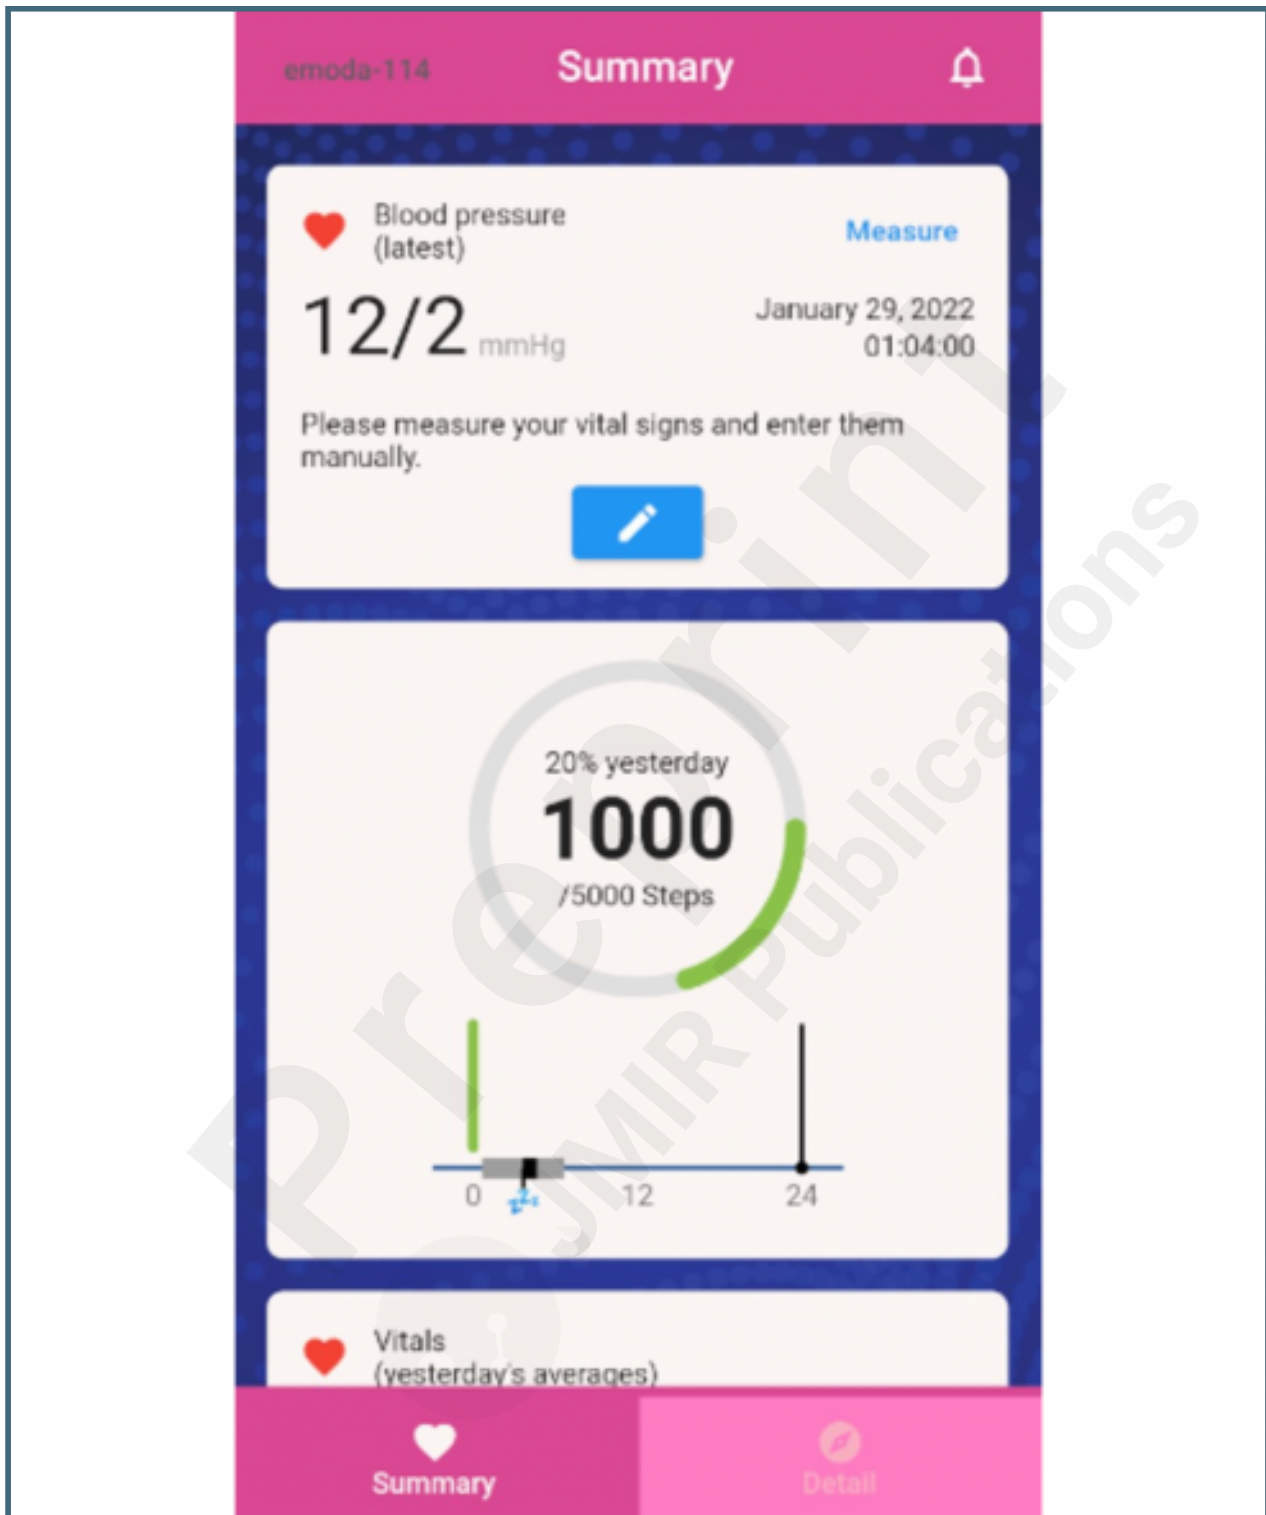 emoda-114
Summary
Blood pressure
(latest)
Measure
12/2 mmHg
January 29, 2022
01:04:00
Please measure your vital signs and enter them
manually.
20% yesterday
1000
/5000 Steps
0 12 24
Vitals
(yesterday's averages)
Summary
Detail
Preprint
JMIR Publications